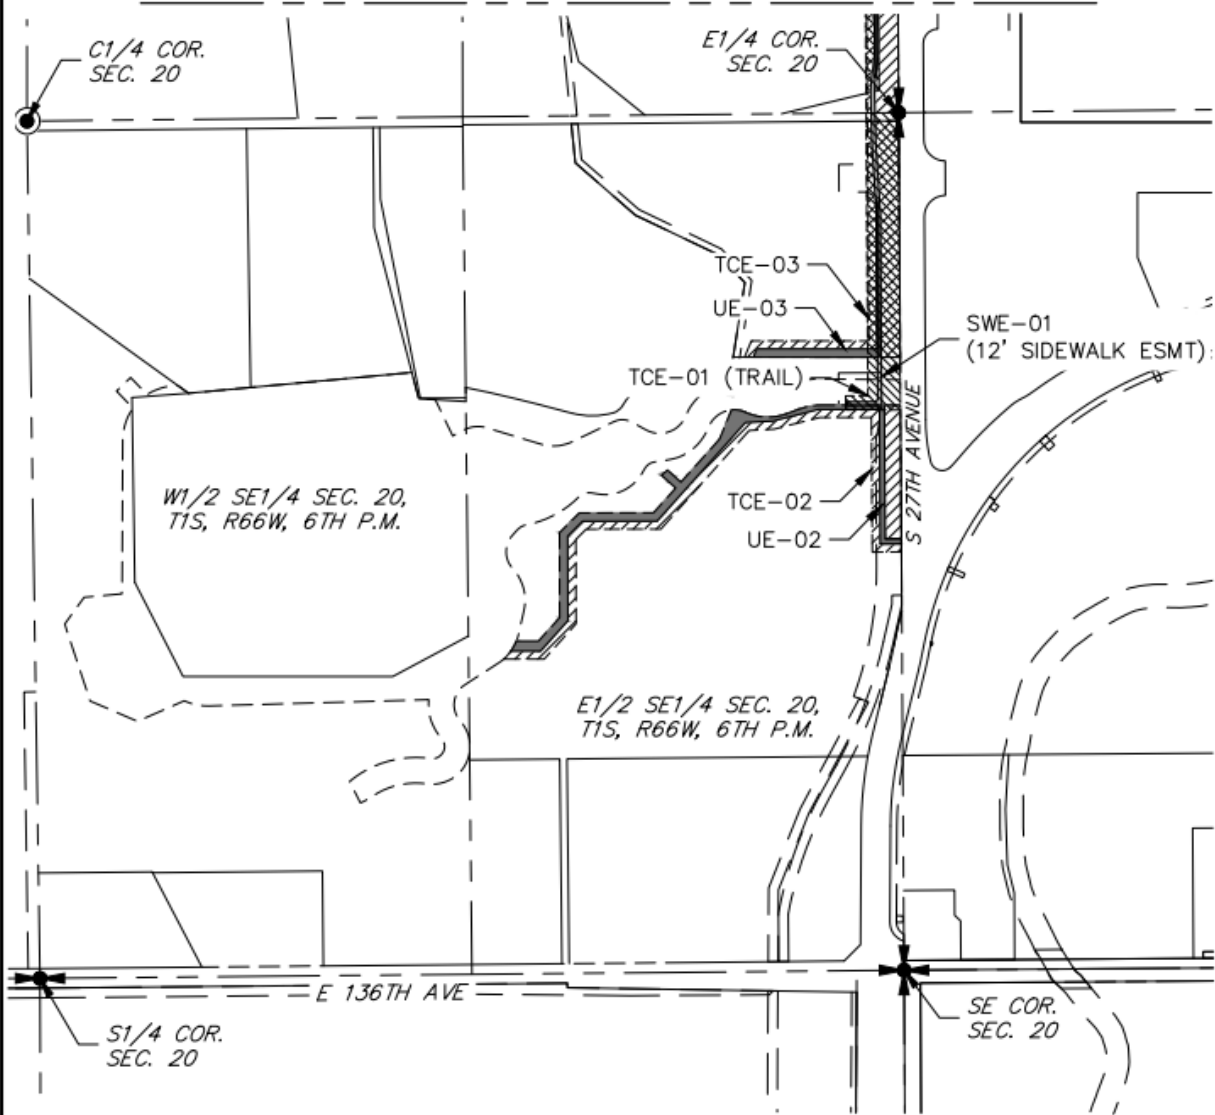 C1/4 COR.
SEC. 20
E1/4 COR.
SEC. 20
TCE-03
UE-03
SWE-01
(12' SIDEWALK ESMT)
TCE-01 (TRAIL)
S 27TH AVENUE
W1/2 SE1/4 SEC. 20,
T1S, R66W, 6TH P.M.
TCE-02
UE-02
E1/2 SE1/4 SEC. 20,
T1S, R66W, 6TH P.M.
E 136TH AVE
S1/4 COR.
SEC. 20
SE COR.
SEC. 20